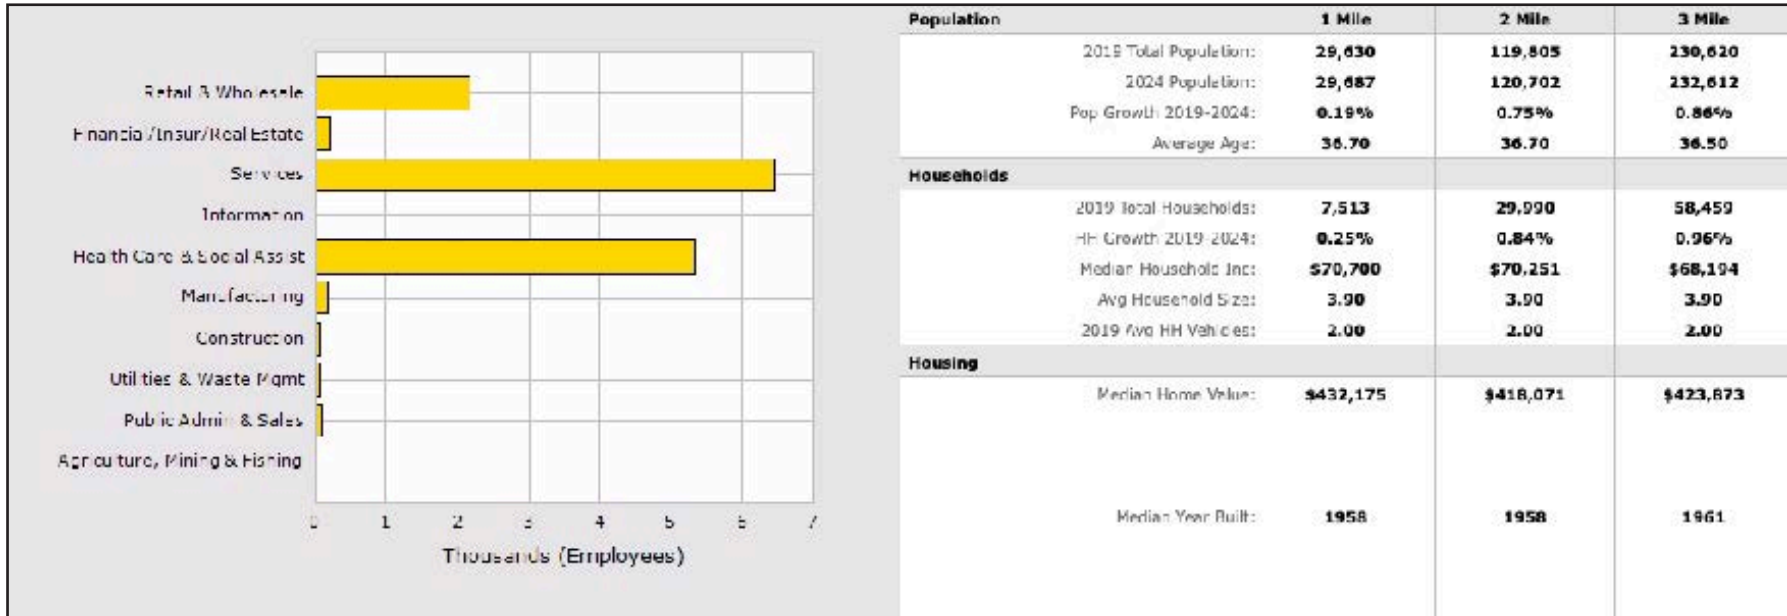 Retail & Wholesale
Financial/Insur/Real Estate
Services
Information
Health Care & Social Assist
Manufacturing
Construction
Utilities & Waste Mgmt
Public Admin & Sales
Agriculture, Mining & Fishing
0 1 2 3 4 5 6 7
Thousands (Employees)
Population 1 Mile 2 Mile 3 Mile
2019 Total Population: 29,630 119,805 230,620
2024 Population: 29,687 120,702 232,612
Pop Growth 2019-2024: 0.19% 0.75% 0.86%
Average Age: 36.70 36.70 36.50
Households
2019 Total Households: 7,513 29,990 58,459
HH Growth 2019-2024: 0.25% 0.84% 0.96%
Median Household Inc: $70,700 $70,251 $68,194
Avg Household Size: 3.90 3.90 3.90
2019 Avg HH Vehicles: 2.00 2.00 2.00
Housing
Median Home Value: $432,175 $418,071 $423,873
Median Year Built: 1958 1958 1961